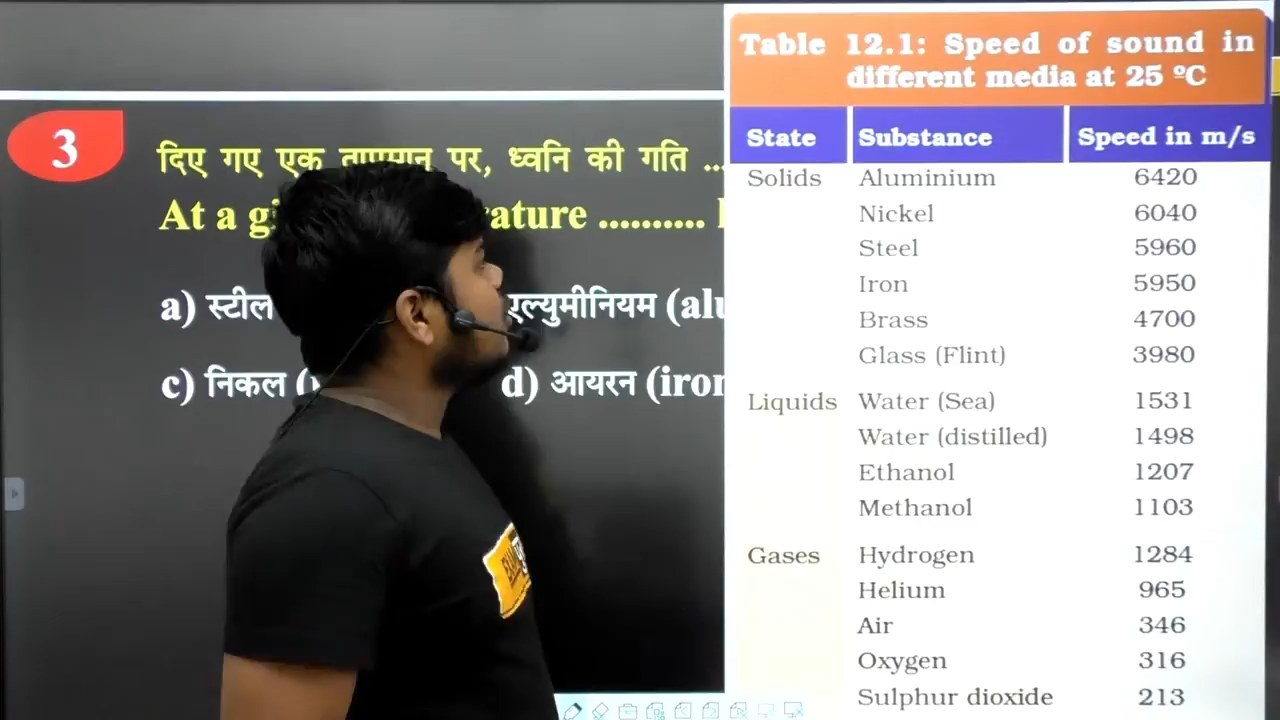 3
दिए गए एक तापमान पर, ध्वनि की गति ...
At a gi ature ..........
a) स्टील
एल्युमीनियम (alu
c) निकल (
d) आयरन (iron
Table 12.1: Speed of sound in
different media at 25 ºC
State Substance Speed in m/s
Solids Aluminium 6420
Nickel 6040
Steel 5960
Iron 5950
Brass 4700
Glass (Flint) 3980
Liquids Water (Sea) 1531
Water (distilled) 1498
Ethanol 1207
Methanol 1103
Gases Hydrogen 1284
Helium 965
Air 346
Oxygen 316
Sulphur dioxide 213